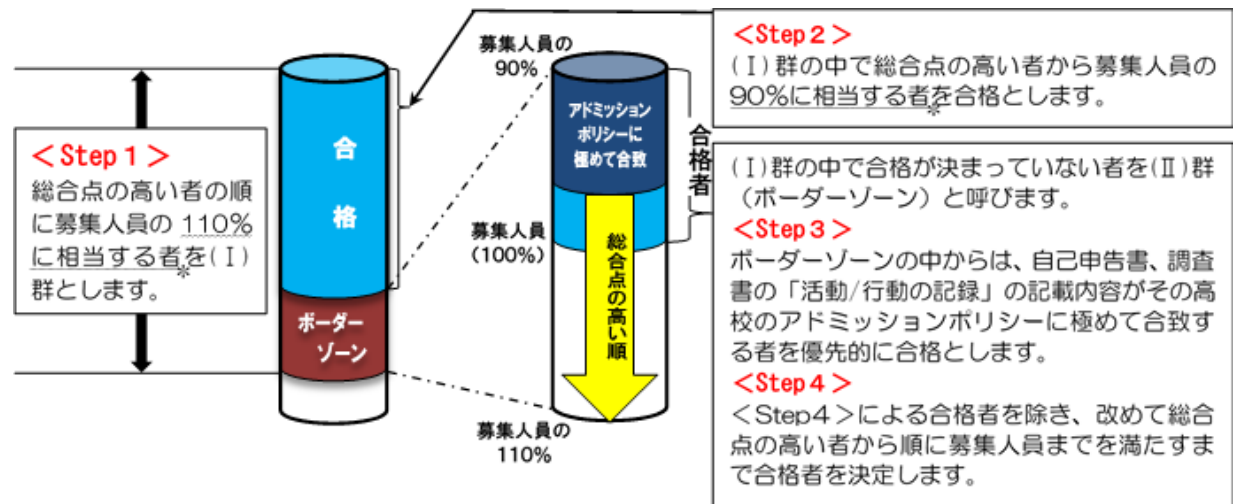 <Step 1>
総合点の高い者の順
に募集人員の 110%
に相当する者*を(Ⅰ)
群とします。
合
格
ボーダー
ゾーン
募集人員の
90%
募集人員
(100%)
募集人員の
110%
アドミッション
ポリシーに
極めて合致
総合点の高い順
合格者
<Step 2>
(Ⅰ)群の中で総合点の高い者から募集人員の
90%に相当する者*を合格とします。
(Ⅰ)群の中で合格が決まっていない者を(Ⅱ)群
（ボーダーゾーン）と呼びます。
<Step3>
ボーダーゾーンの中からは、自己申告書、調査
書の「活動/行動の記録」の記載内容がその高
校のアドミッションポリシーに極めて合致す
る者を優先的に合格とします。
<Step4>
<Step4>による合格者を除き、改めて総合
点の高い者から順に募集人員までを満たすま
で合格者を決定します。